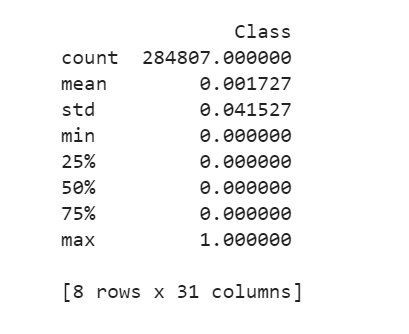 Class
count 284807.000000
mean 0.001727
std 0.041527
min 0.000000
25% 0.000000
50% 0.000000
75% 0.000000
max 1.000000
[8 rows x 31 columns]